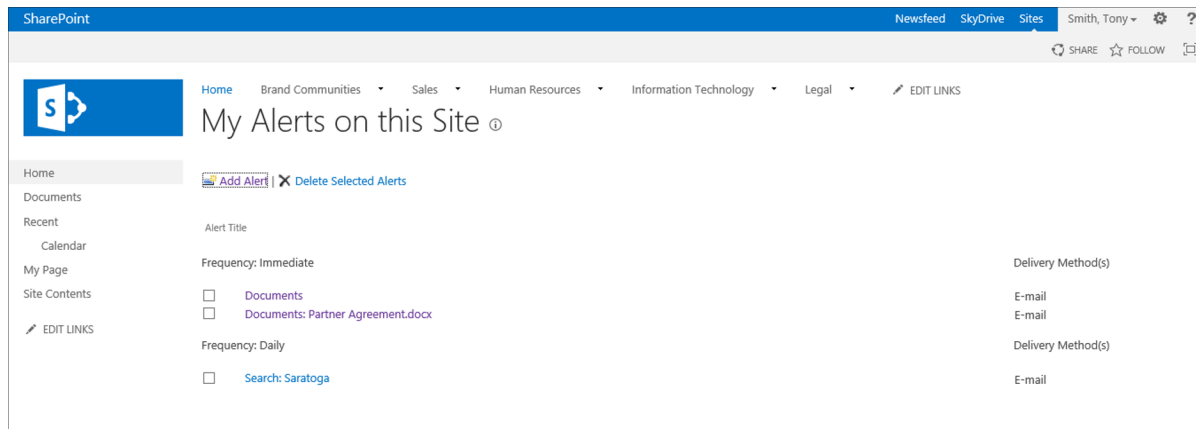 SharePoint Newsfeed SkyDrive Sites Smith, Tony ?
SHARE FOLLOW
S
Home Brand Communities Sales Human Resources Information Technology Legal EDIT LINKS
My Alerts on this Site
Home
Documents
Recent
Calendar
My Page
Site Contents
EDIT LINKS
Add Alert | Delete Selected Alerts
Alert Title
Frequency: Immediate Delivery Method(s)
Documents E-mail
Documents: Partner Agreement.docx E-mail
Frequency: Daily Delivery Method(s)
Search: Saratoga E-mail